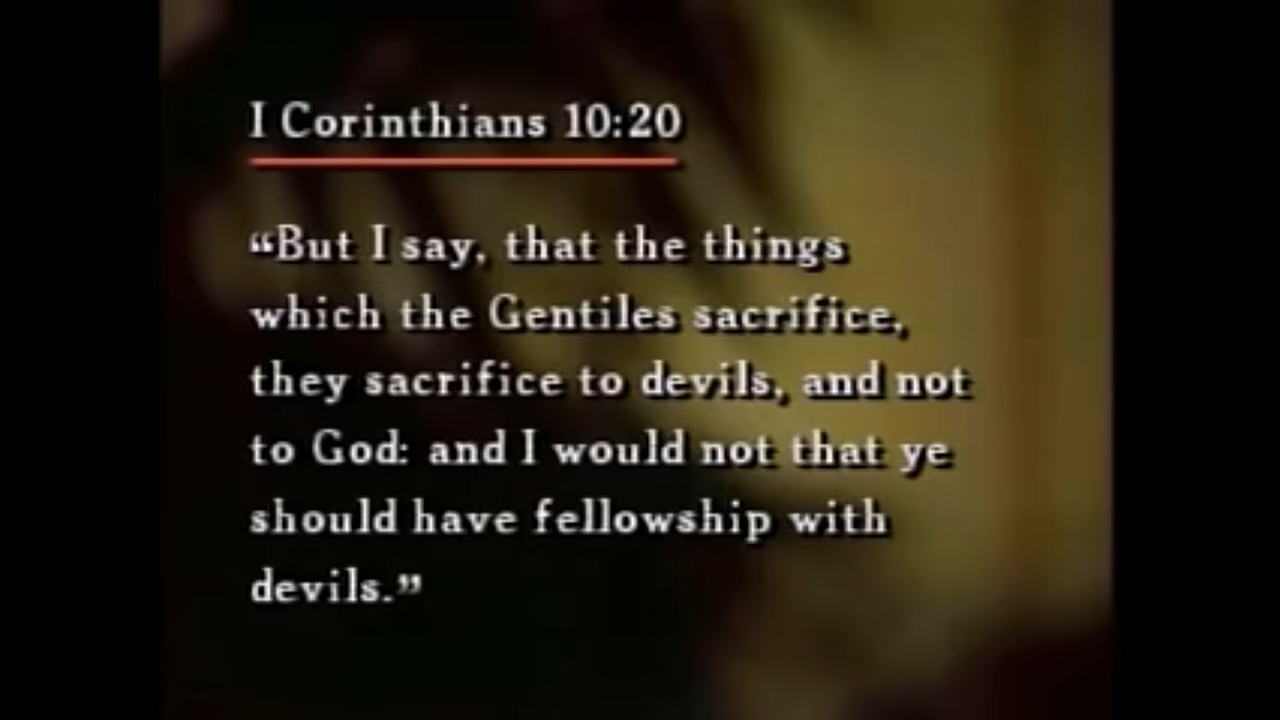 I Corinthians 10:20
“But I say, that the things
which the Gentiles sacrifice,
they sacrifice to devils, and not
to God: and I would not that ye
should have fellowship with
devils.”